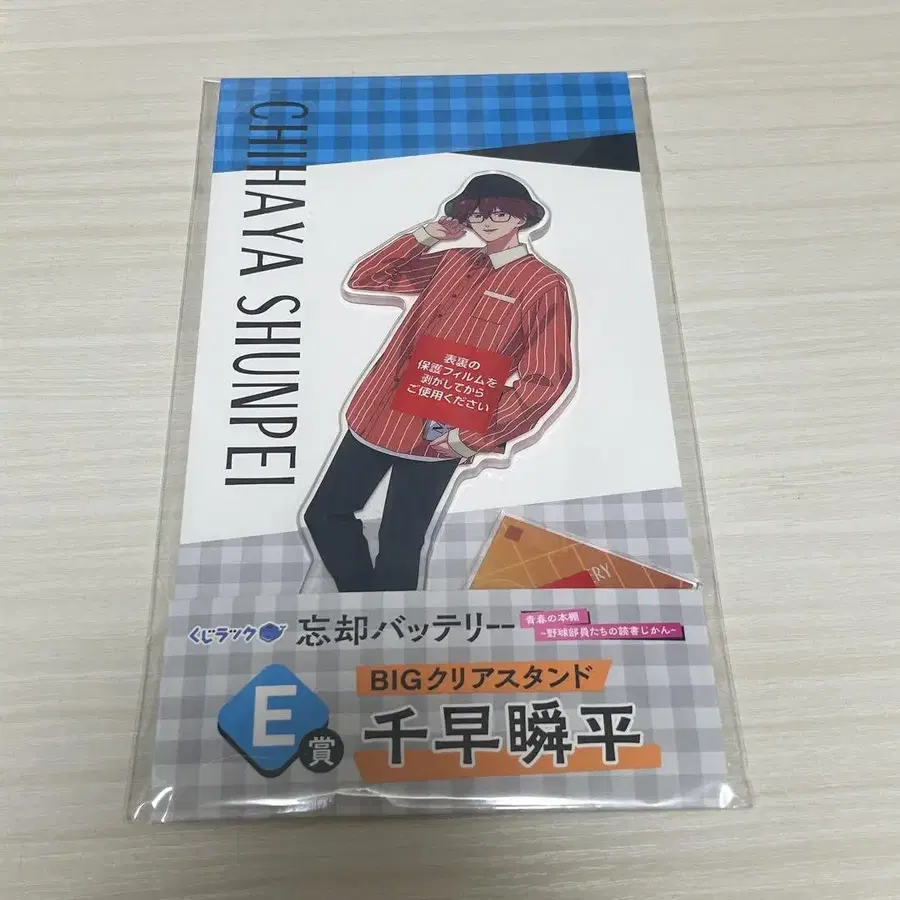 CHIHAYA SHUNPEI
表裏の
保護フィルムを
剥がしてから
ご使用ください
くじラック
忘却バッテリー
青春の本棚
~野球部員たちの読書じかん~
E賞
BIGクリアスタンド
千早瞬平